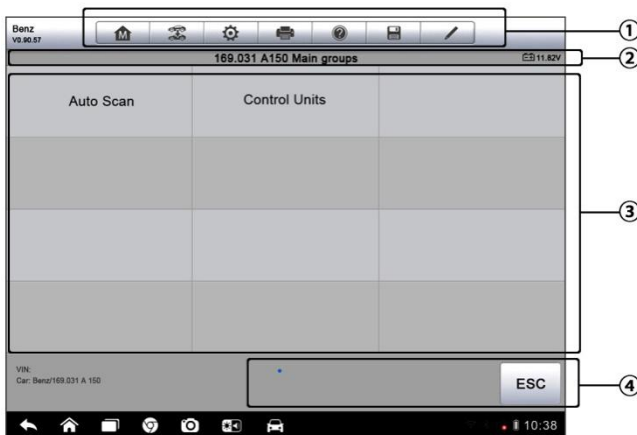 Benz
V0.90.57
M
?
①
169.031 A150 Main groups
11.82V
②
Auto Scan
Control Units
③
VIN:
Car: Benz/169.031 A 150
ESC
④
10:38